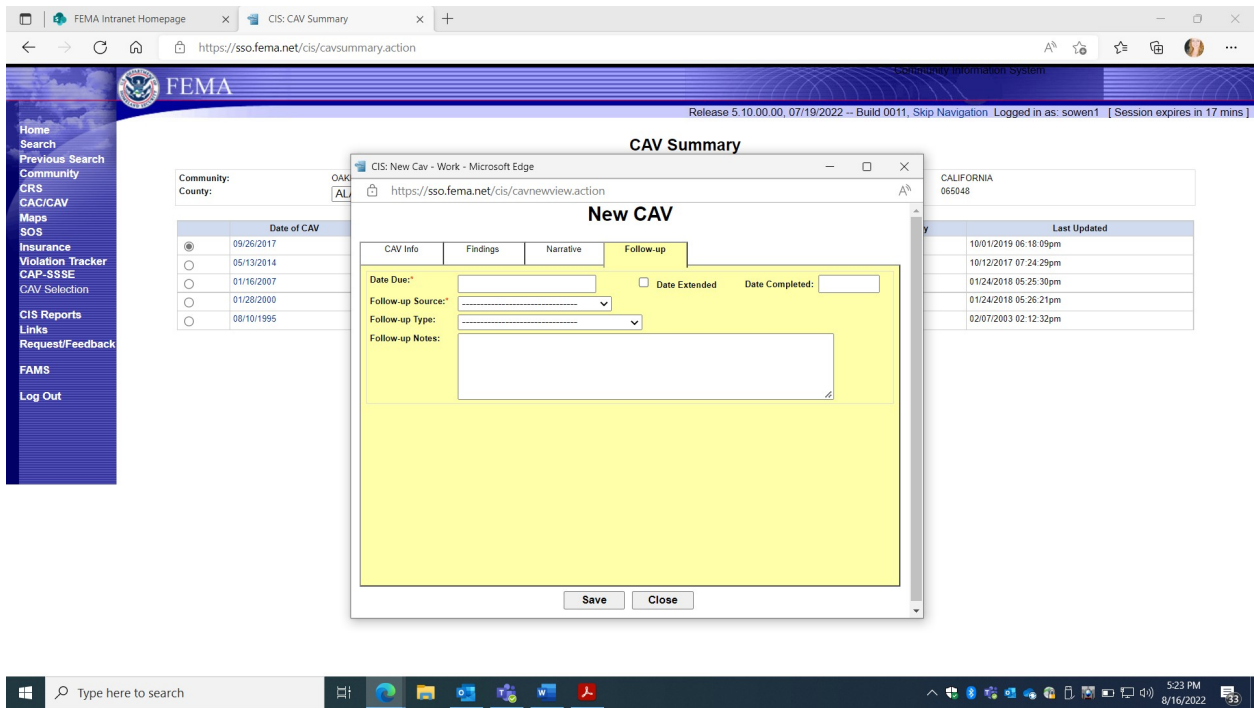 FEMA Intranet Homepage
CIS: CAV Summary
https://sso.fema.net/cis/cavsummary.action
FEMA
Community Information System
Release 5.10.00.00, 07/19/2022 -- Build 0011, Skip Navigation Logged in as: sowen1 [ Session expires in 17 mins ]
Home
Search
Previous Search
Community
CRS
CAC/CAV
Maps
SOS
Insurance
Violation Tracker
CAP-SSSE
CAV Selection
CIS Reports
Links
Request/Feedback
FAMS
Log Out
CAV Summary
Community: OAK CALIFORNIA
County: AL 065048
Date of CAV y Last Updated
09/26/2017 10/01/2019 06:18:09pm
05/13/2014 10/12/2017 07:24:29pm
01/16/2007 01/24/2018 05:25:30pm
01/28/2000 01/24/2018 05:26:21pm
08/10/1995 02/07/2003 02:12:32pm
CIS: New Cav - Work - Microsoft Edge
https://sso.fema.net/cis/cavnewview.action
New CAV
CAV Info Findings Narrative Follow-up
Date Due:* Date Extended Date Completed:
Follow-up Source:* --------------------------------
Follow-up Type: --------------------------------
Follow-up Notes:
Save Close
Type here to search
5:23 PM
8/16/2022
33